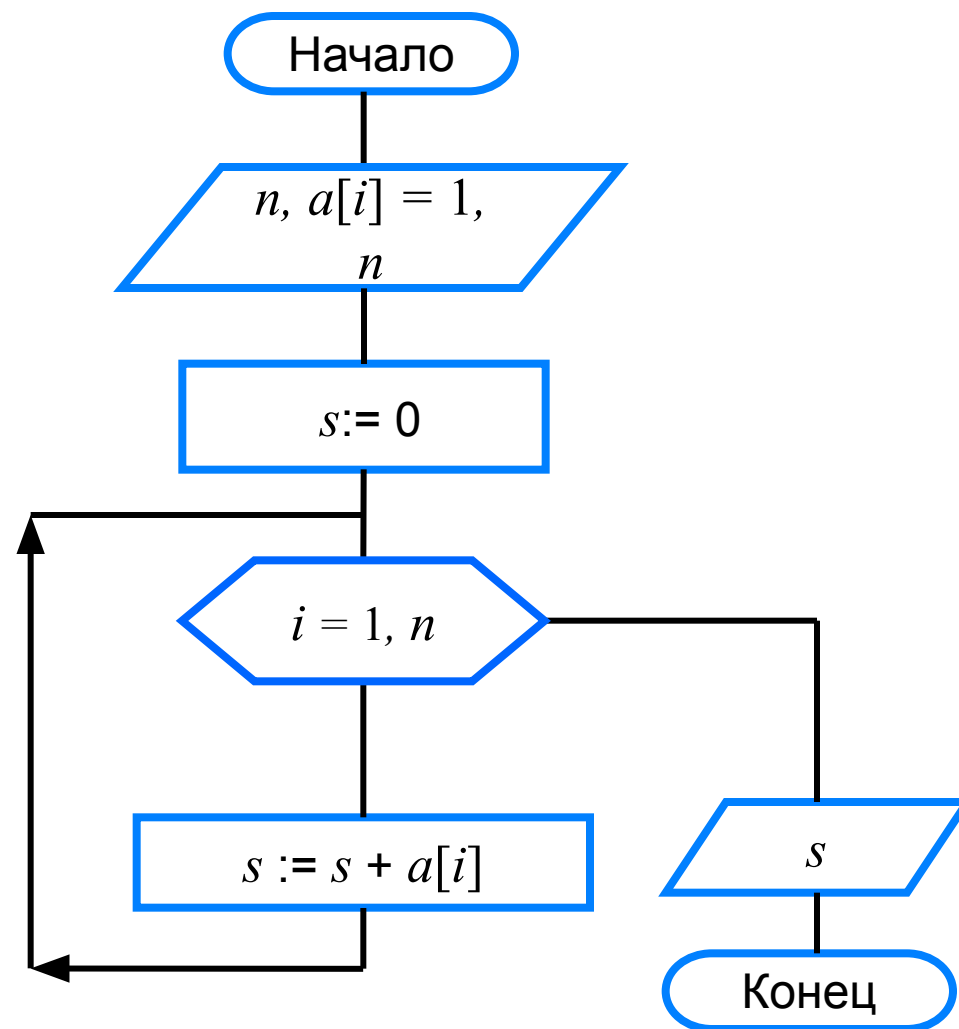 Начало
n, a[i] = 1,
n
s:= 0
i = 1, n
s := s + a[i]
s
Конец